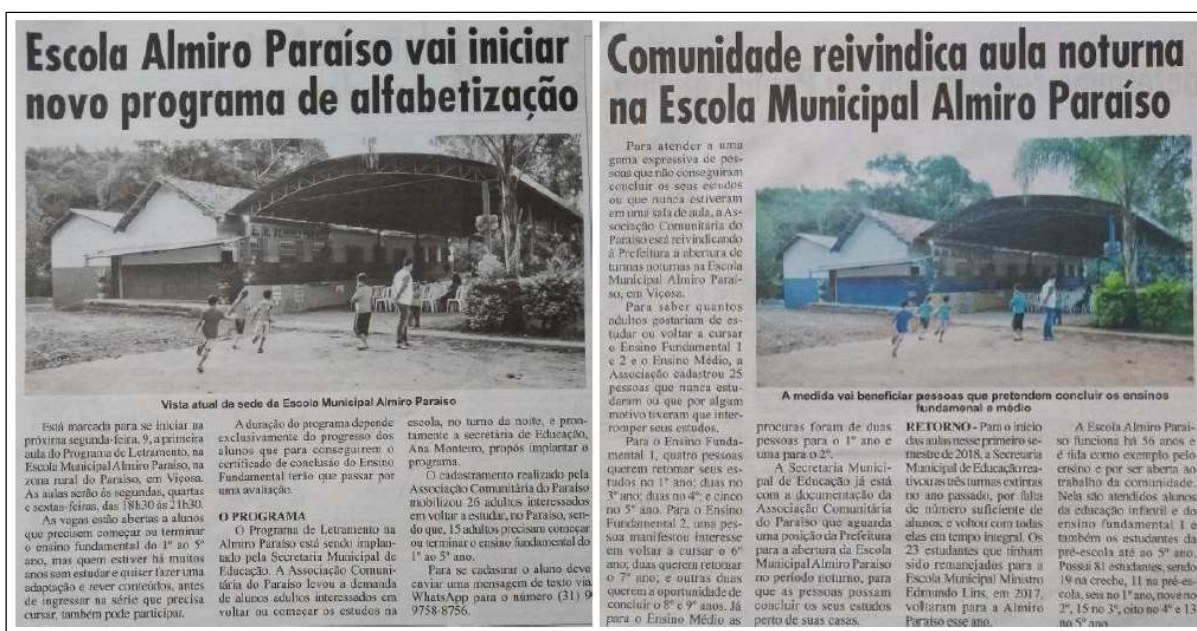 Escola Almiro Paraíso vai iniciar
novo programa de alfabetização
Vista atual da sede da Escola Municipal Almiro Paraíso
Está marcada para se iniciar na
próxima segunda-feira, 9, a primeira
aula do Programa de Letramento, na
Escola Municipal Almiro Paraíso, na
zona rural do Paraíso, em Viçosa.
As aulas serão às segundas, quartas
e sextas-feiras, das 18h30 às 21h30.
As vagas estão abertas a alunos
que precisem começar ou terminar
o ensino fundamental do 1º ao 5º
ano, mas quem estiver há muitos
anos sem estudar e quiser fazer uma
adaptação e rever conteúdos, antes
de ingressar na série que precisa
cursar, também pode participar.
A duração do programa depende
exclusivamente do progresso dos
alunos que para conseguirem o
certificado de conclusão do Ensino
Fundamental terão que passar por
uma avaliação.
O PROGRAMA
O Programa de Letramento na
Almiro Paraíso está sendo implan-
tado pela Secretaria Municipal de
Educação. A Associação Comuni-
tária do Paraíso levou a demanda
de alunos adultos interessados em
voltar ou começar os estudos na
escola, no turno da noite, e pron-
tamente a secretária de Educação,
Ana Monteiro, propôs implantar o
programa.
O cadastramento realizado pela
Associação Comunitária do Paraíso
mobilizou 26 adultos interessados
em voltar a estudar, no Paraíso, sen-
do que, 15 adultos precisam começar
ou terminar o ensino fundamental do
1º ao 5º ano.
Para se cadastrar o aluno deve
enviar uma mensagem de texto via
WhatsApp para o número (31) 9
9758-8756.
Comunidade reivindica aula noturna
na Escola Municipal Almiro Paraíso
Para atender a uma
gama expressiva de pes-
soas que não conseguiram
concluir os seus estudos
ou que nunca estiveram
em uma sala de aula, a As-
sociação Comunitária do
Paraíso está reivindicando
à Prefeitura a abertura de
turmas noturnas na Escola
Municipal Almiro Paraí-
so, em Viçosa.
Para saber quantos
adultos gostariam de es-
tudar ou voltar a cursar
o Ensino Fundamental 1
e 2 e o Ensino Médio, a
Associação cadastrou 25
pessoas que nunca estu-
daram ou que por algum
motivo tiveram que inter-
romper seus estudos.
Para o Ensino Funda-
mental 1, quatro pessoas
querem retomar seus es-
tudos no 1º ano; duas no
3º ano; duas no 4º; e cinco
no 5º ano. Para o Ensino
Fundamental 2, uma pes-
soa manifestou interesse
em voltar a cursar o 6º
ano; duas querem retomar
o 7º ano; e outras duas
querem a oportunidade de
concluir o 8º e 9º anos. Já
para o Ensino Médio as
A medida vai beneficiar pessoas que pretendem concluir os ensinos
fundamental e médio
procuras foram de duas
pessoas para o 1º ano e
uma para o 2º.
A Secretaria Munici-
pal de Educação já está
com a documentação da
Associação Comunitária
do Paraíso que aguarda
uma posição da Prefeitura
para a abertura da Escola
Municipal Almiro Paraíso
no período noturno, para
que as pessoas possam
concluir os seus estudos
perto de suas casas.
RETORNO - Para o início
das aulas nesse primeiro se-
mestre de 2018, a Secretaria
Municipal de Educação rea-
tivou as três turmas extintas
no ano passado, por falta
de número suficiente de
alunos, e voltou com todas
elas em tempo integral. Os
23 estudantes que tinham
sido remanejados para a
Escola Municipal Ministro
Edmundo Lins, em 2017,
voltaram para a Almiro
Paraíso esse ano.
A Escola Almiro Paraí-
so funciona há 56 anos e
é tida como exemplo pelo
ensino e por ser aberta ao
trabalho da comunidade.
Nela são atendidos alunos
da educação infantil e do
ensino fundamental 1 e
também os estudantes da
pré-escola até ao 5º ano.
Possui 81 estudantes, sendo
19 na creche, 11 na pré-es-
cola, seis no 1º ano, nove no
2º, 15 no 3º, oito no 4º e 13
no 5º ano.